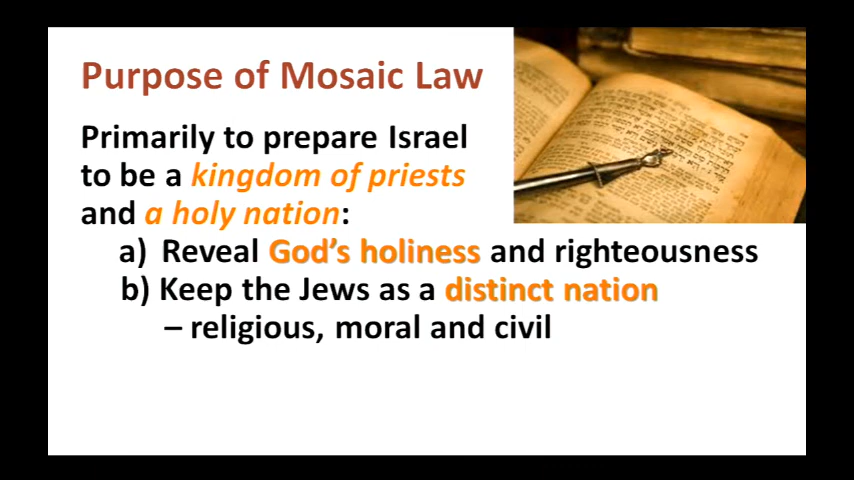 Purpose of Mosaic Law
Primarily to prepare Israel
to be a kingdom of priests
and a holy nation:
a) Reveal God's holiness and righteousness
b) Keep the Jews as a distinct nation
– religious, moral and civil